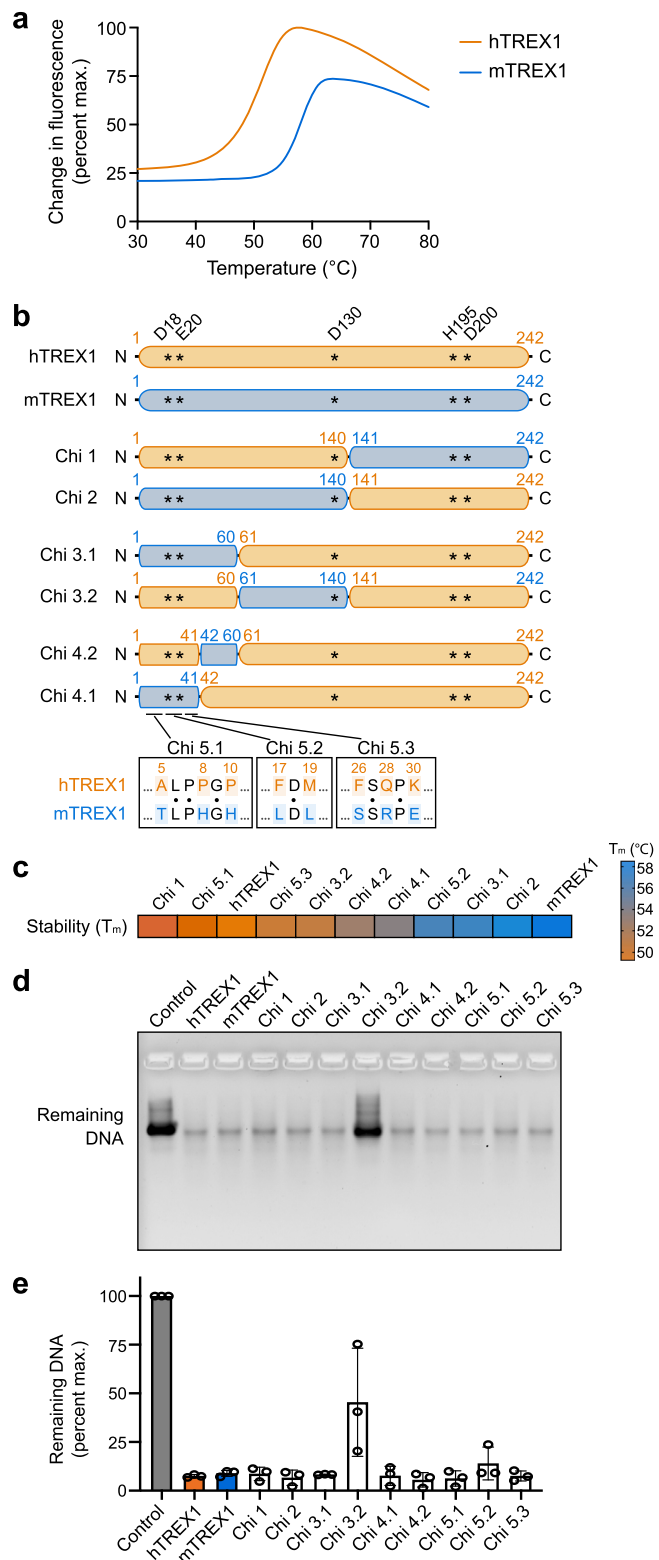 a
Change in fluorescence
(percent max.)
100
75
50
25
0
30 40 50 60 70 80
Temperature (°C)
hTREX1
mTREX1
b
D18 E20 D130 H195 D200
1 242
hTREX1 N * * * * * C
1 242
mTREX1 N * * * * * C
1 140 141 242
Chi 1 N * * * * * C
1 140 141 242
Chi 2 N * * * * * C
1 60 61 242
Chi 3.1 N * * * * * C
1 60 61 140 141 242
Chi 3.2 N * * * * * C
1 41 42 60 61 242
Chi 4.2 N * * * * * C
1 41 42 242
Chi 4.1 N * * * * * C
Chi 5.1 Chi 5.2 Chi 5.3
5 8 10 17 19 26 28 30
hTREX1 ... A L P P G P ... ... F D M ... ... F S Q P K ...
mTREX1 ... T L P H G H ... ... L D L ... ... S S R P E ...
c
Chi 1 Chi 5.1 hTREX1 Chi 5.3 Chi 3.2 Chi 4.2 Chi 4.1 Chi 5.2 Chi 3.1 Chi 2 mTREX1
Stability (Tm)
Tm (°C)
58
56
54
52
50
d
Control hTREX1 mTREX1 Chi 1 Chi 2 Chi 3.1 Chi 3.2 Chi 4.1 Chi 4.2 Chi 5.1 Chi 5.2 Chi 5.3
Remaining
DNA
e
Remaining DNA
(percent max.)
100
75
50
25
0
Control hTREX1 mTREX1 Chi 1 Chi 2 Chi 3.1 Chi 3.2 Chi 4.1 Chi 4.2 Chi 5.1 Chi 5.2 Chi 5.3